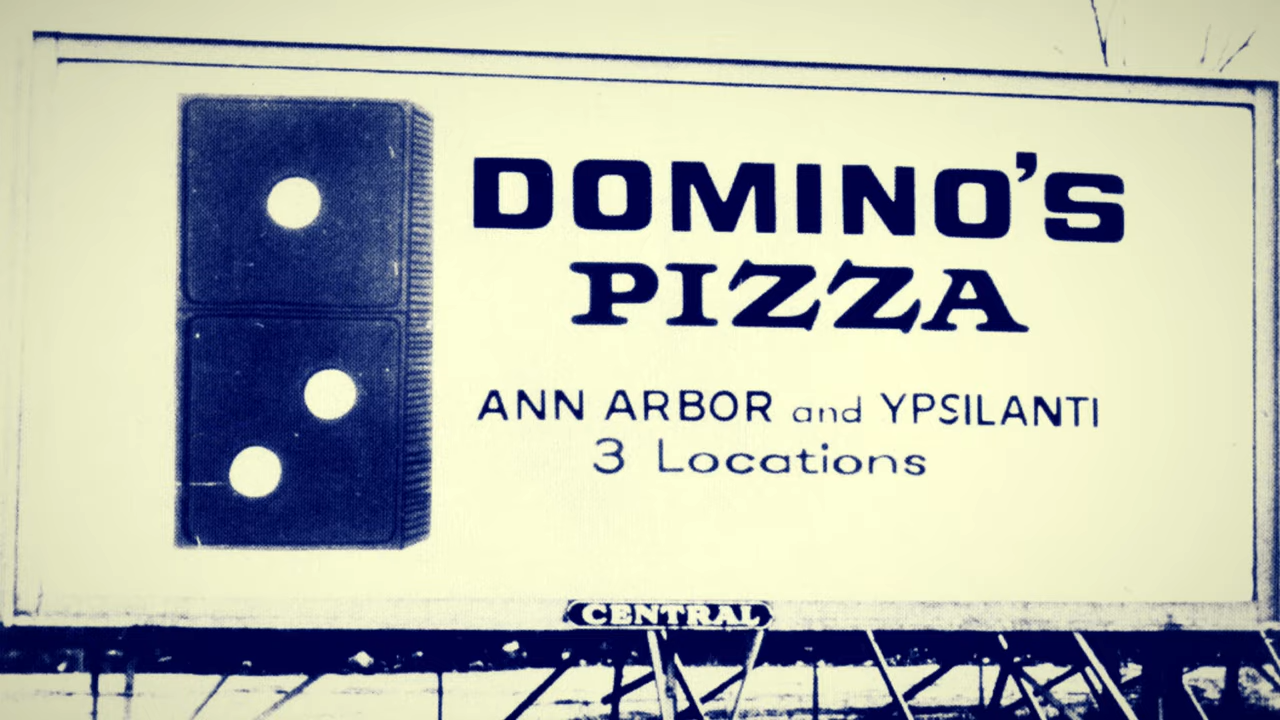 DOMINO'S
PIZZA
ANN ARBOR and YPSILANTI
3 Locations
CENTRAL